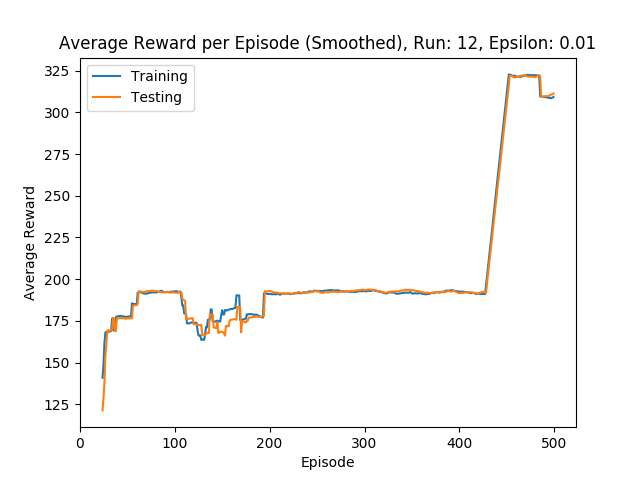 Average Reward per Episode (Smoothed), Run: 12, Epsilon: 0.01
Training
Testing
325
300
275
250
225
200
175
150
125
Average Reward
0 100 200 300 400 500
Episode